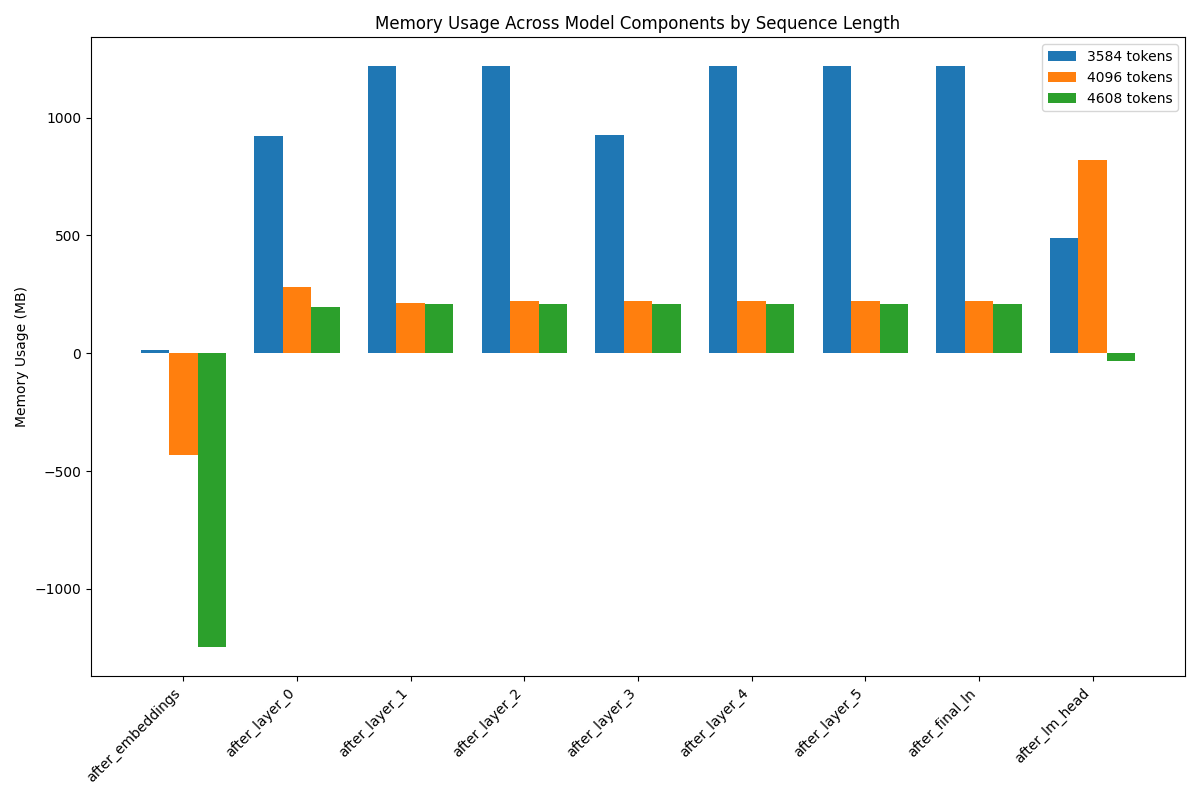 Memory Usage Across Model Components by Sequence Length
3584 tokens
4096 tokens
4608 tokens
Memory Usage (MB)
1000
500
0
−500
−1000
after_embeddings
after_layer_0
after_layer_1
after_layer_2
after_layer_3
after_layer_4
after_layer_5
after_final_ln
after_lm_head